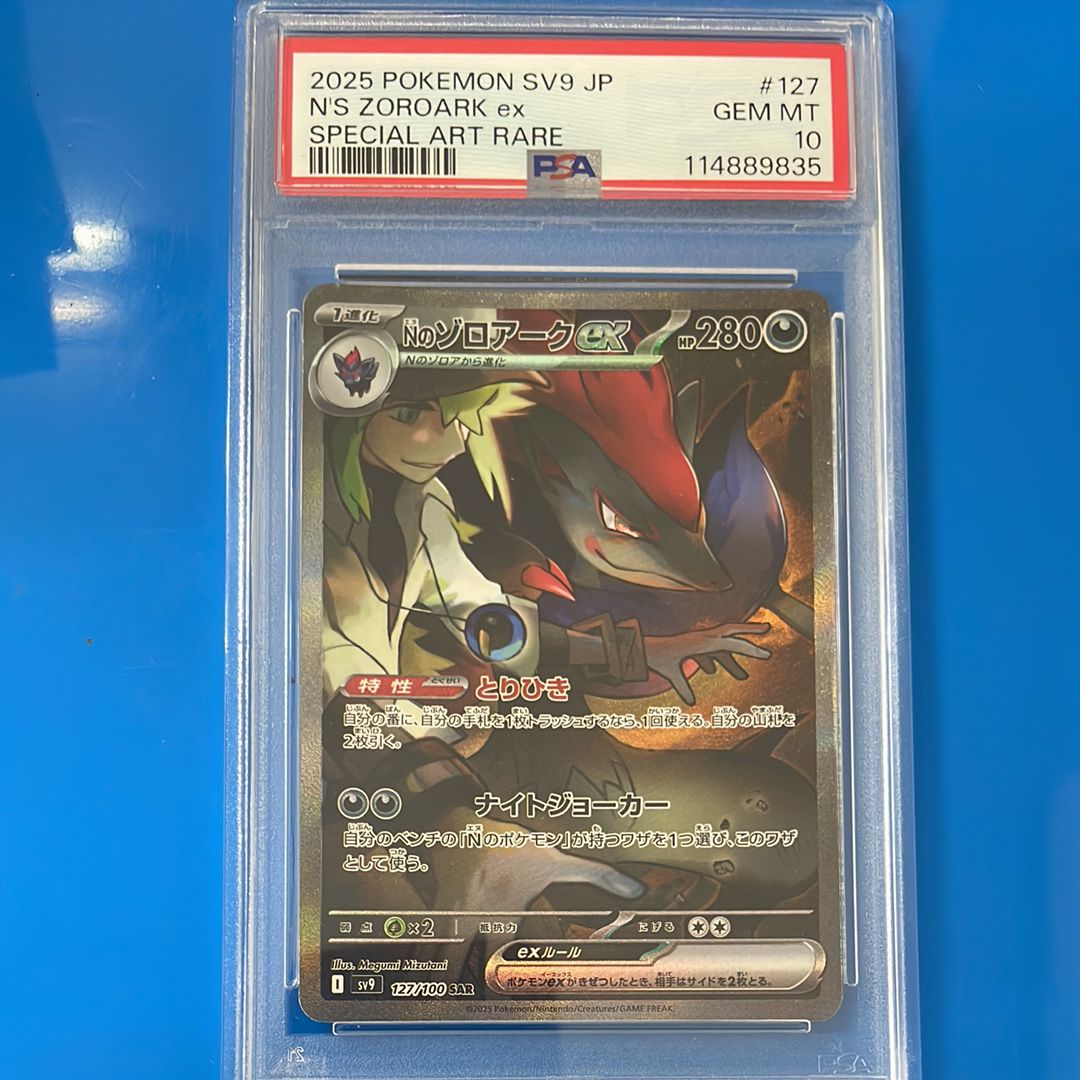 2025 POKEMON SV9 JP #127
N'S ZOROARK ex GEM MT
SPECIAL ART RARE 10
PSA 114889835
1進化
Nのゾロアークex HP280
Nのゾロアから進化
特性 とりひき
自分の番に、自分の手札を1枚トラッシュするなら、1回使える。自分の山札を
2枚引く。
ナイトジョーカー
自分のベンチの「Nのポケモン」が持つワザを1つ選び、このワザ
として使う。
弱点 ×2 抵抗力 にげる
exルール
ポケモンexがきぜつしたとき、相手はサイドを2枚とる。
Illus. Megumi Mizutani
I sv9 127/100 SAR
©2025 Pokémon/Nintendo/Creatures/GAME FREAK.
PSA